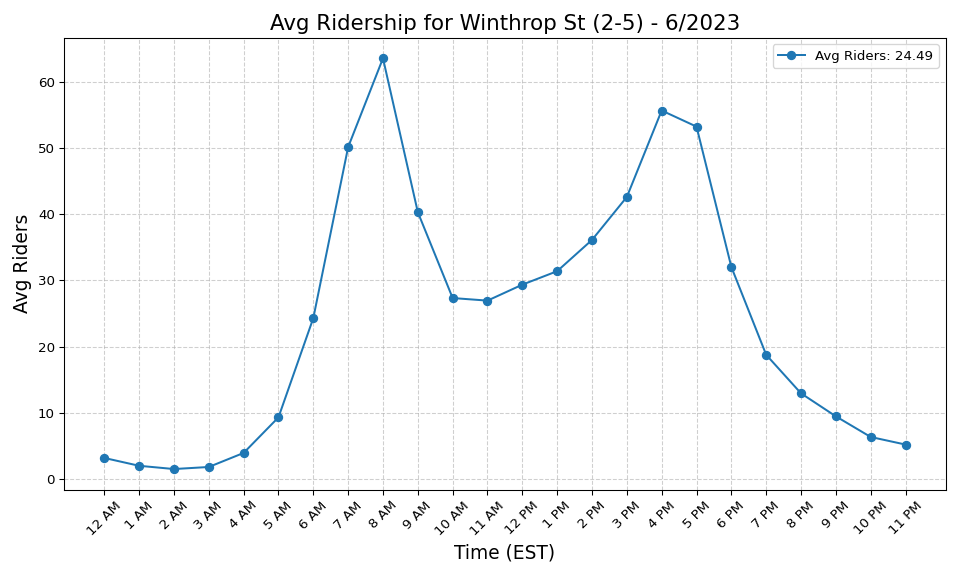 Avg Ridership for Winthrop St (2-5) - 6/2023
Avg Riders: 24.49
Avg Riders
60
50
40
30
20
10
0
12 AM
1 AM
2 AM
3 AM
4 AM
5 AM
6 AM
7 AM
8 AM
9 AM
10 AM
11 AM
12 PM
1 PM
2 PM
3 PM
4 PM
5 PM
6 PM
7 PM
8 PM
9 PM
10 PM
11 PM
Time (EST)